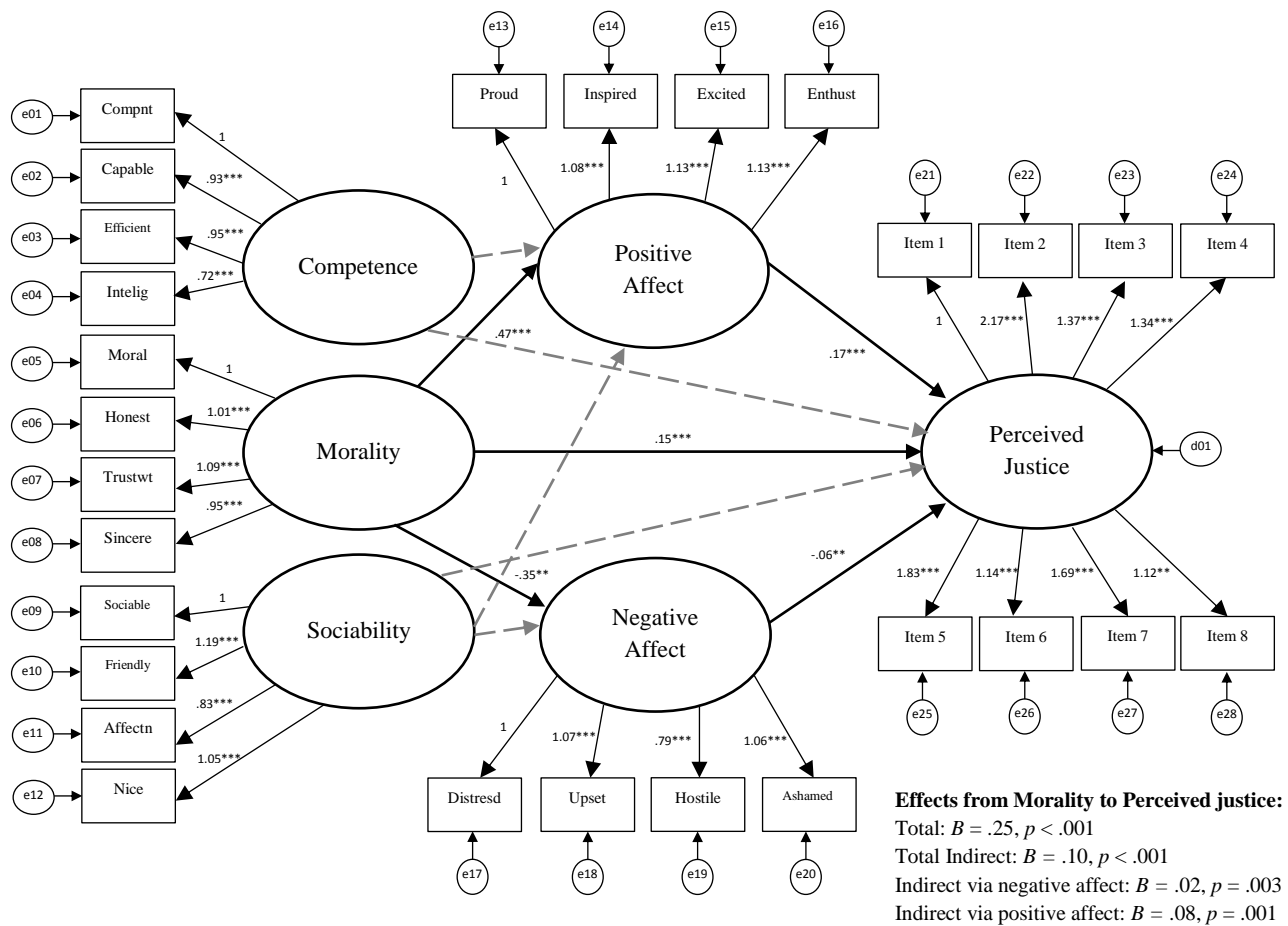 e13
e14
e15
e16
Proud
Inspired
Excited
Enthust
1
1.08***
1.13***
1.13***
e01
Compnt
1
e02
Capable
.93***
e03
Efficient
.95***
e04
Intelig
.72***
Competence
Positive
Affect
e21
e22
e23
e24
Item 1
Item 2
Item 3
Item 4
1
2.17***
1.37***
1.34***
e05
Moral
1
e06
Honest
1.01***
e07
Trustwt
1.09***
e08
Sincere
.95***
Morality
.47***
.17***
.15***
Perceived
Justice
d01
e09
Sociable
1
e10
Friendly
1.19***
e11
Affectn
.83***
e12
Nice
1.05***
Sociability
-.35**
-.06**
Negative
Affect
1.83***
1.14***
1.69***
1.12**
Item 5
Item 6
Item 7
Item 8
e25
e26
e27
e28
1
1.07***
.79***
1.06***
Distresd
Upset
Hostile
Ashamed
e17
e18
e19
e20
Effects from Morality to Perceived justice:
Total: B = .25, p < .001
Total Indirect: B = .10, p < .001
Indirect via negative affect: B = .02, p = .003
Indirect via positive affect: B = .08, p = .001